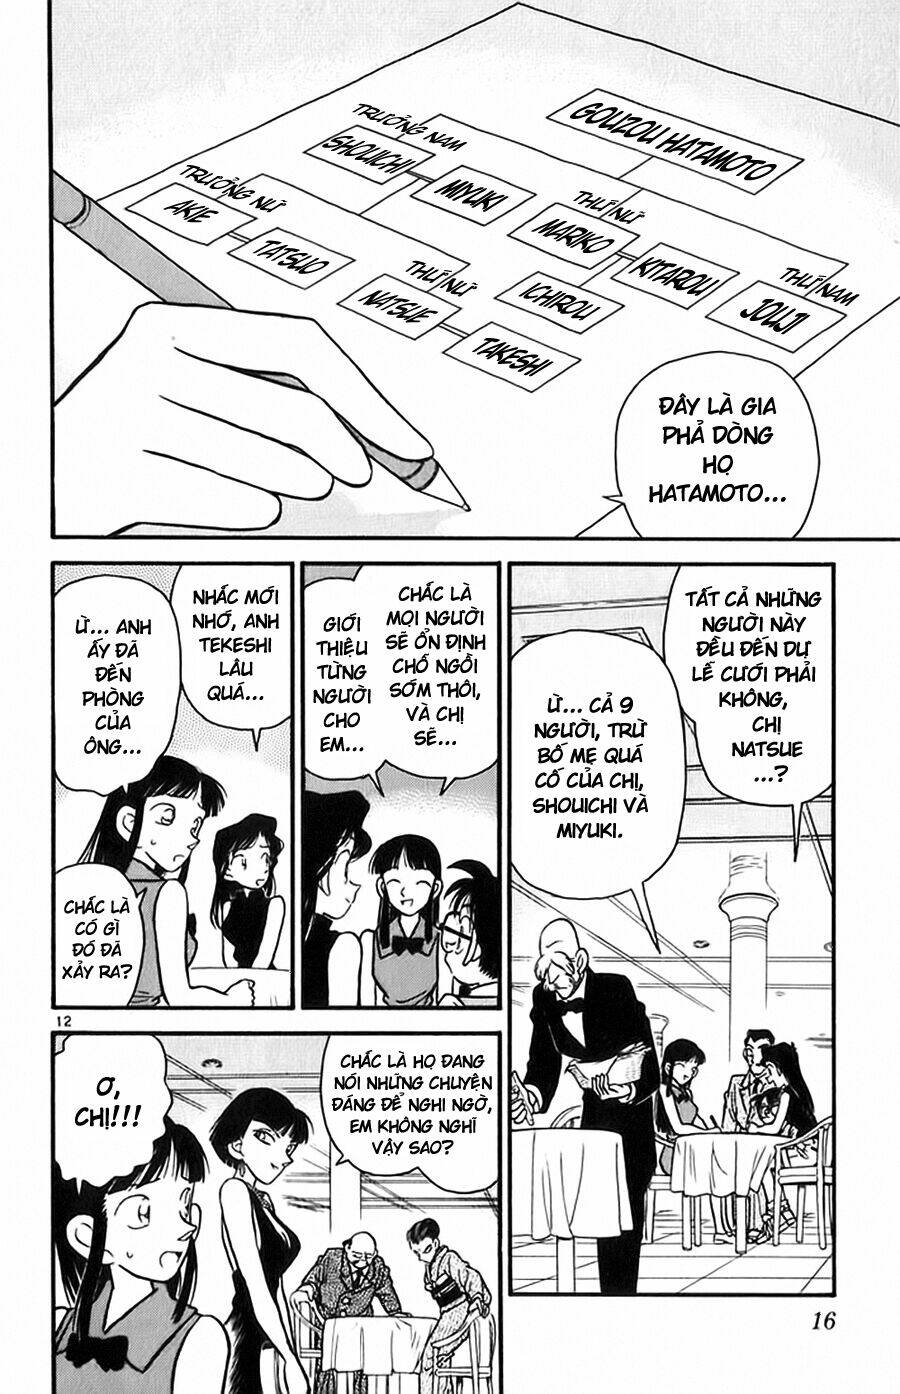 GOUZOU HATAMOTO
TRƯỞNG NAM
SHOUICHI
MIYUKI
TRƯỞNG NỮ
AKIE
TATSUO
THỨ NỮ
MARIKO
KITAROU
THỨ NAM
JOUJI
THỨ NỮ
NATSUE
ICHIROU
TAKESHI
ĐÂY LÀ GIA
PHẢ DÒNG
HỌ
HATAMOTO...
TẤT CẢ NHỮNG
NGƯỜI NÀY
ĐỀU ĐẾN DỰ
LỄ CƯỚI PHẢI
KHÔNG,
CHỊ
NATSUE
...?
Ừ... CẢ 9
NGƯỜI, TRỪ
BỐ MẸ QUÁ
CỐ CỦA CHỊ,
SHOUICHI VÀ
MIYUKI.
CHẮC LÀ
MỌI NGƯỜI
SẼ ỔN ĐỊNH
CHỖ NGỒI
SỚM THÔI,
VÀ CHỊ
SẼ...
GIỚI
THIỆU
TỪNG
NGƯỜI
CHO
EM...
NHẮC MỚI
NHỚ, ANH
TEKESHI
LÂU
QUÁ...
Ừ... ANH
ẤY ĐÃ
ĐẾN
PHÒNG
CỦA
ÔNG...
CHẮC LÀ
CÓ GÌ
ĐÓ ĐÃ
XẢY RA?
12
CHẮC LÀ HỌ ĐANG
NÓI NHỮNG CHUYỆN
ĐÁNG ĐỂ NGHI NGỜ,
EM KHÔNG NGHĨ
VẬY SAO?
Ơ,
CHỊ!!!
16